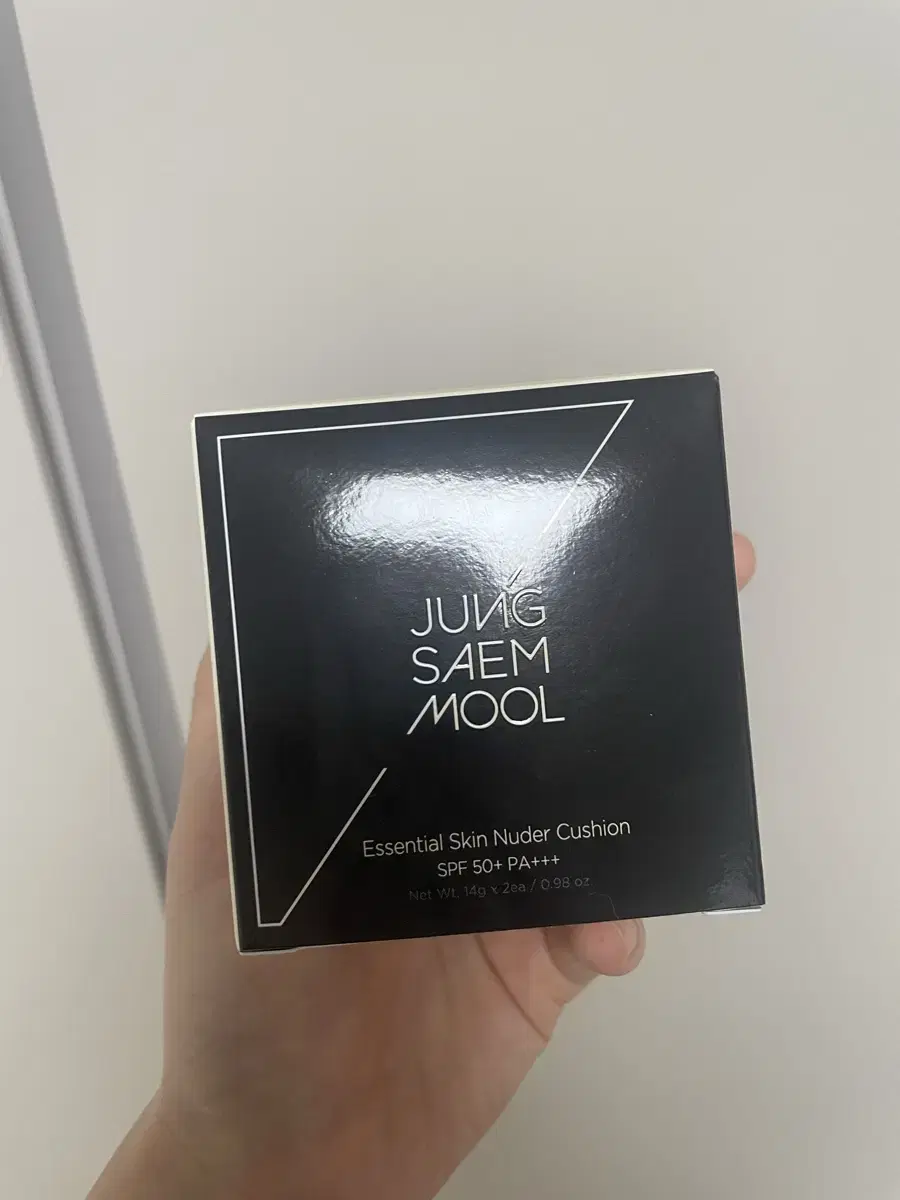 JUNG
SAEM
MOOL
Essential Skin Nuder Cushion
SPF 50+ PA+++
Net Wt. 14g x 2ea / 0.98 oz